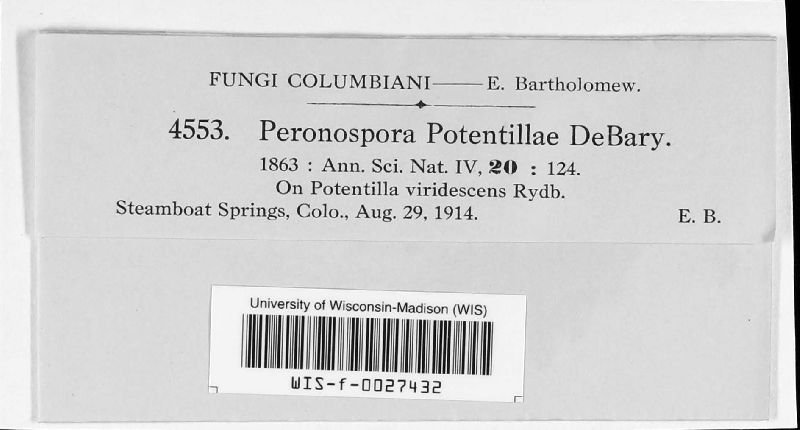 FUNGI COLUMBIANI—E. Bartholomew.
4553. Peronospora Potentillae DeBary.
1863 : Ann. Sci. Nat. IV, 20 : 124.
On Potentilla viridescens Rydb.
Steamboat Springs, Colo., Aug. 29, 1914. E. B.
University of Wisconsin-Madison (WIS)
WIS-f-0027432